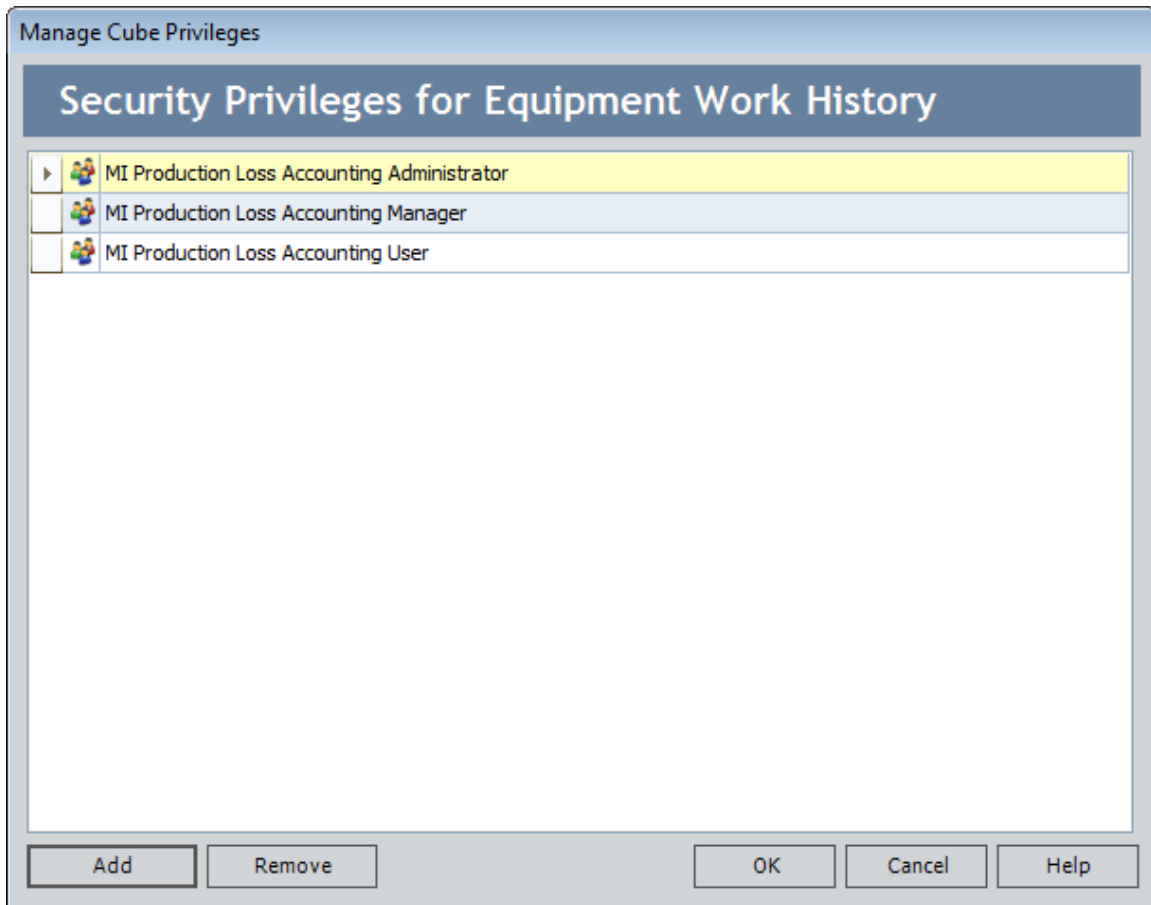 Manage Cube Privileges
Security Privileges for Equipment Work History
MI Production Loss Accounting Administrator
MI Production Loss Accounting Manager
MI Production Loss Accounting User
Add Remove OK Cancel Help